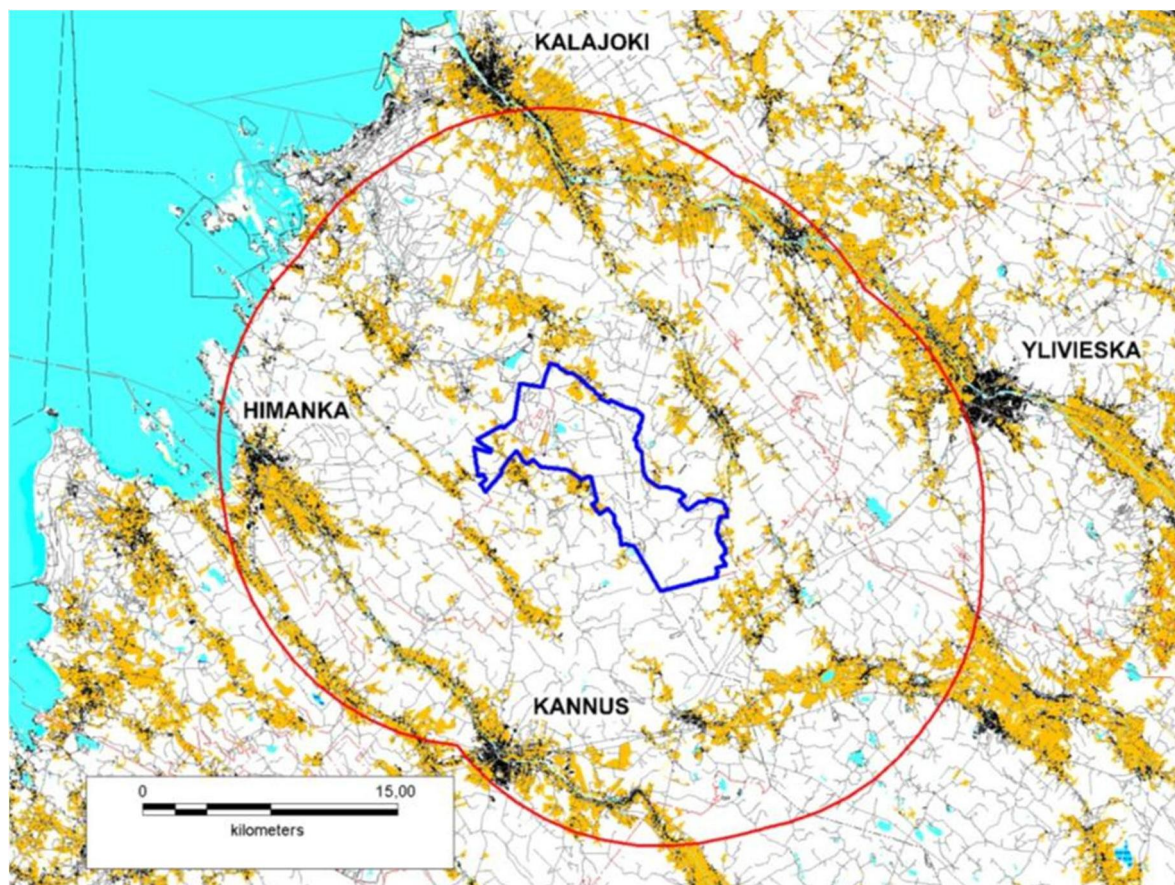 KALAJOKI
YLIVIESKA
HIMANKA
KANNUS
0 15,00
kilometers